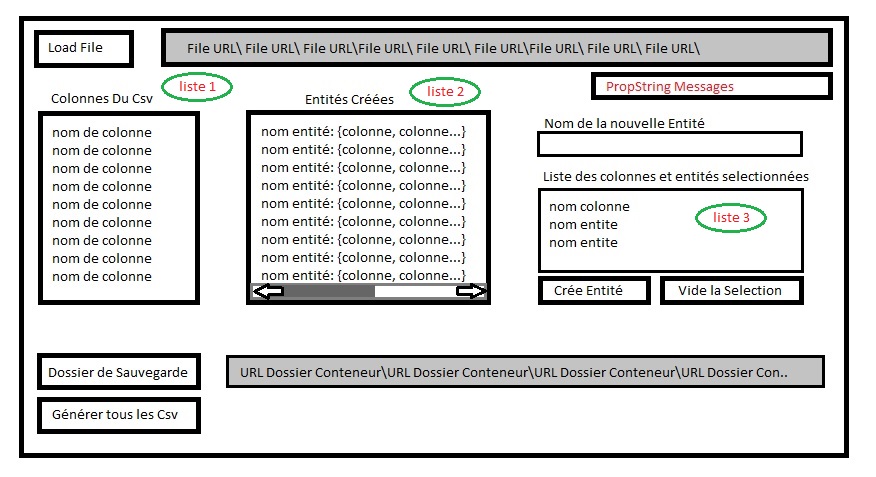 Load File
File URL\ File URL\ File URL\File URL\ File URL\ File URL\File URL\ File URL\ File URL\
liste 1
liste 2
PropString Messages
Colonnes Du Csv
Entités Créées
nom de colonne
nom de colonne
nom de colonne
nom de colonne
nom de colonne
nom de colonne
nom de colonne
nom de colonne
nom de colonne
nom entité: {colonne, colonne...}
nom entité: {colonne, colonne...}
nom entité: {colonne, colonne...}
nom entité: {colonne, colonne...}
nom entité: {colonne, colonne...}
nom entité: {colonne, colonne...}
nom entité: {colonne, colonne...}
nom entité: {colonne, colonne...}
nom entité: {colonne, colonne...}
Nom de la nouvelle Entité
Liste des colonnes et entités selectionnées
nom colonne
nom entite
nom entite
liste 3
Crée Entité
Vide la Selection
Dossier de Sauvegarde
URL Dossier Conteneur\URL Dossier Conteneur\URL Dossier Conteneur\URL Dossier Con..
Générer tous les Csv